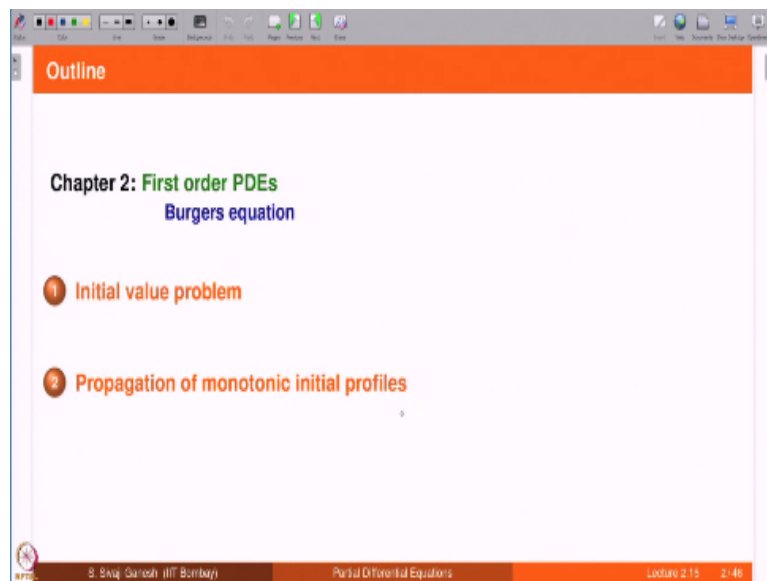 Outline
Chapter 2: First order PDEs
Burgers equation
1 Initial value problem
2 Propagation of monotonic initial profiles
S. Sivaji Ganesh (IIT Bombay) Partial Differential Equations Lecture 2.15 2/46